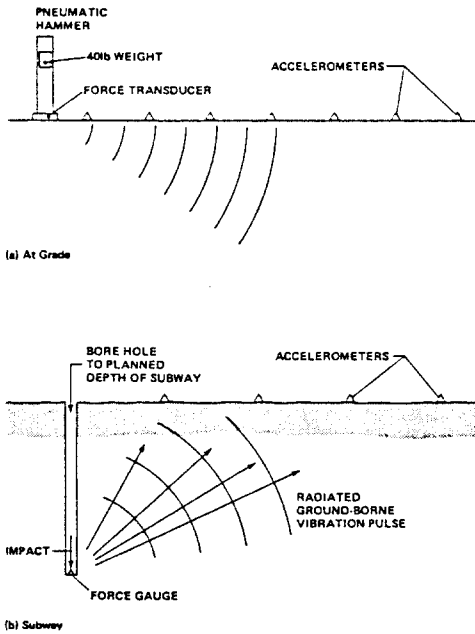 PNEUMATIC
HAMMER
40lb WEIGHT
FORCE TRANSDUCER
ACCELEROMETERS
(a) At Grade
BORE HOLE
TO PLANNED
DEPTH OF SUBWAY
ACCELEROMETERS
RADIATED
GROUND-BORNE
VIBRATION PULSE
IMPACT
FORCE GAUGE
(b) Subway